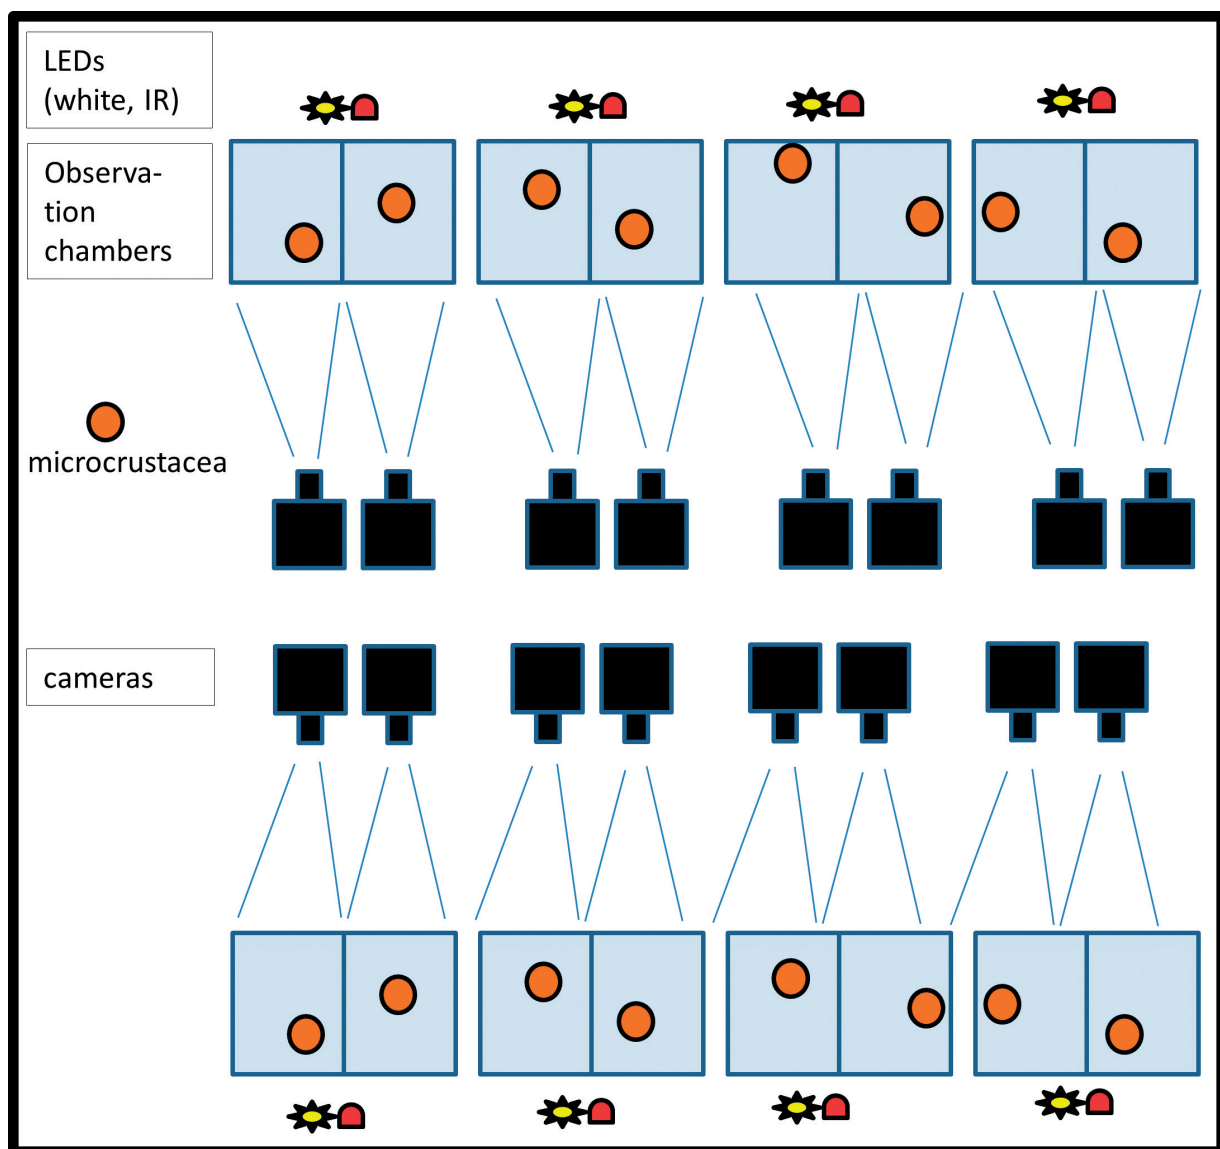 LEDs
(white, IR)
Observa-
tion
chambers
microcrustacea
cameras